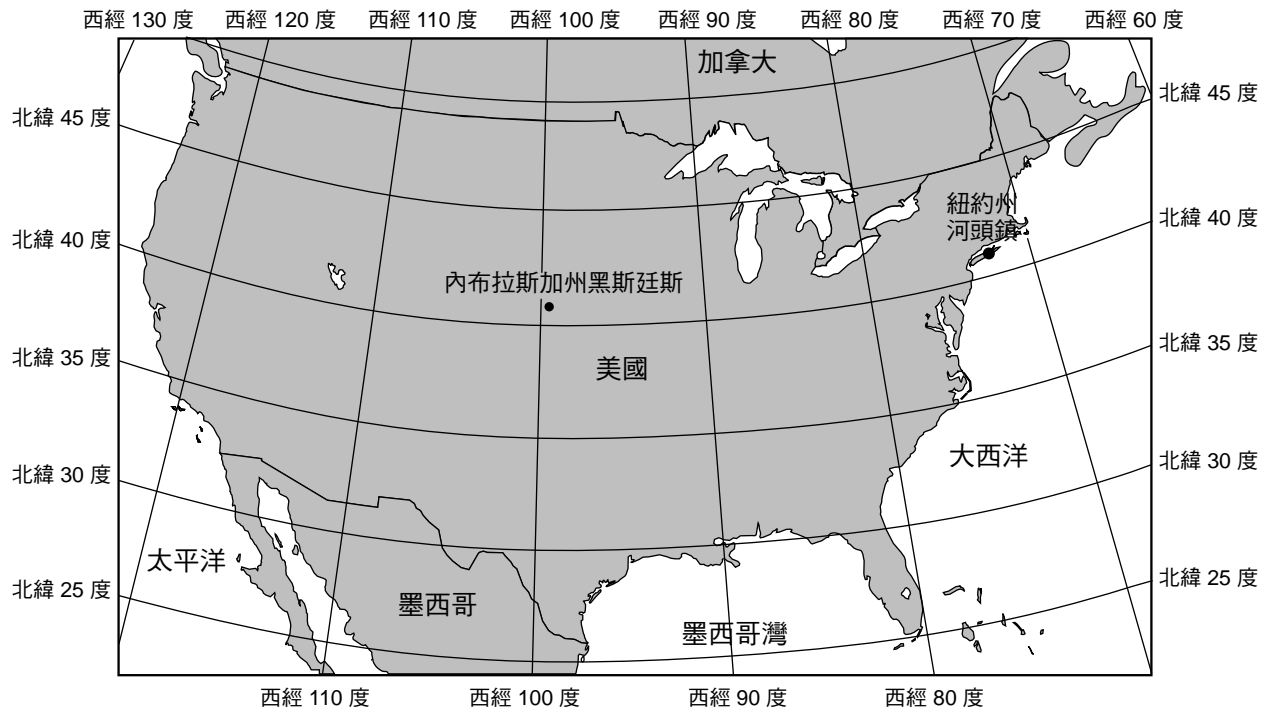 西經 130 度
西經 120 度
西經 110 度
西經 100 度
西經 90 度
西經 80 度
西經 70 度
西經 60 度
加拿大
北緯 45 度
北緯 45 度
紐約州
河頭鎮
北緯 40 度
北緯 40 度
內布拉斯加州黑斯廷斯
北緯 35 度
北緯 35 度
美國
大西洋
北緯 30 度
北緯 30 度
太平洋
北緯 25 度
北緯 25 度
墨西哥
墨西哥灣
西經 110 度
西經 100 度
西經 90 度
西經 80 度